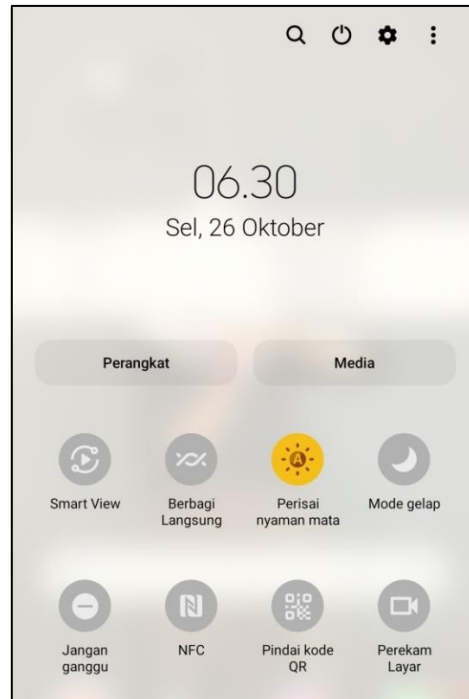 06.30
Sel, 26 Oktober
Perangkat
Media
Smart View
Berbagi
Langsung
Perisai
nyaman mata
Mode gelap
Jangan
ganggu
NFC
Pindai kode
QR
Perekam
Layar